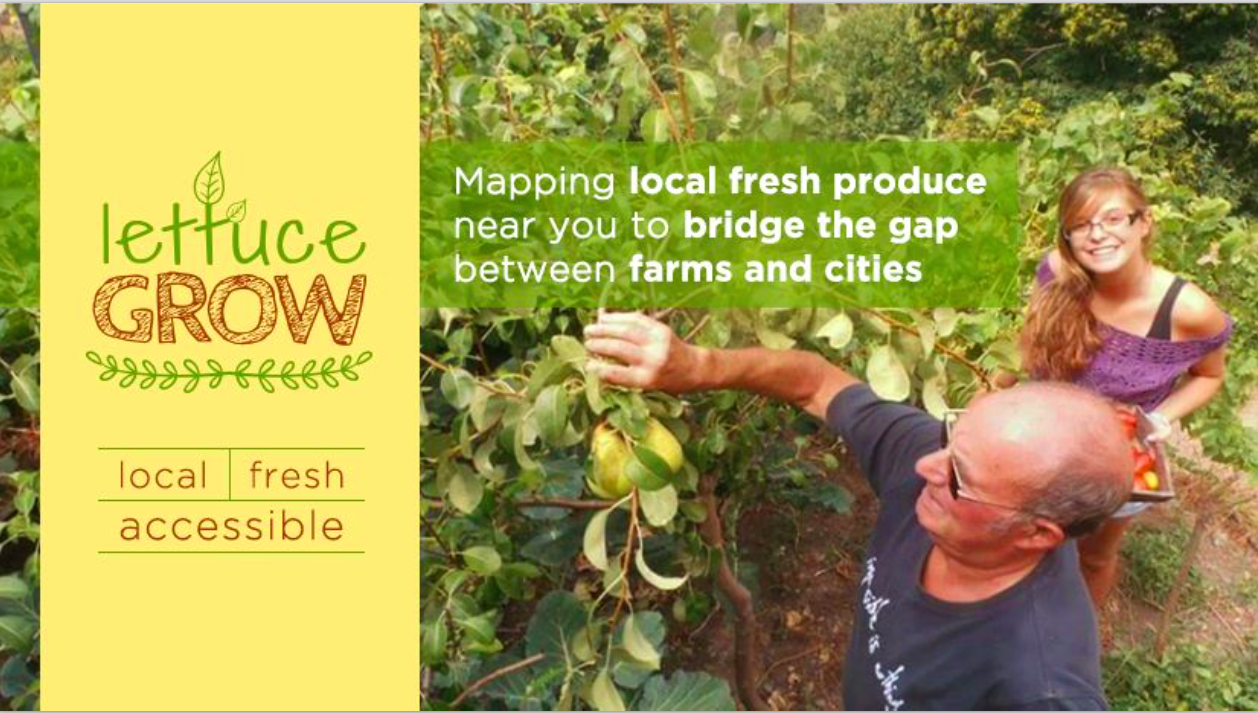 lettuce
GROW
local fresh
accessible
Mapping local fresh produce
near you to bridge the gap
between farms and cities